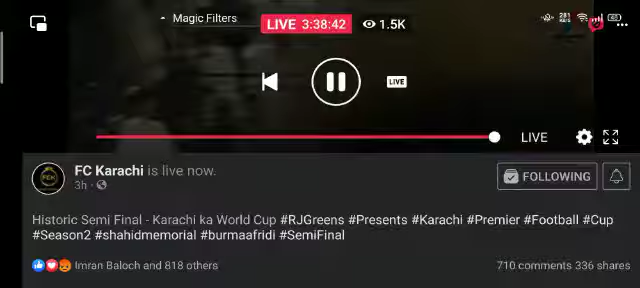 Magic Filters
LIVE 3:38:42
1.5K
LIVE
LIVE
FC Karachi is live now.
3h
FOLLOWING
Historic Semi Final - Karachi ka World Cup #RJGreens #Presents #Karachi #Premier #Football #Cup
#Season2 #shahidmemorial #burmaafridi #SemiFinal
Imran Baloch and 818 others
710 comments 336 shares